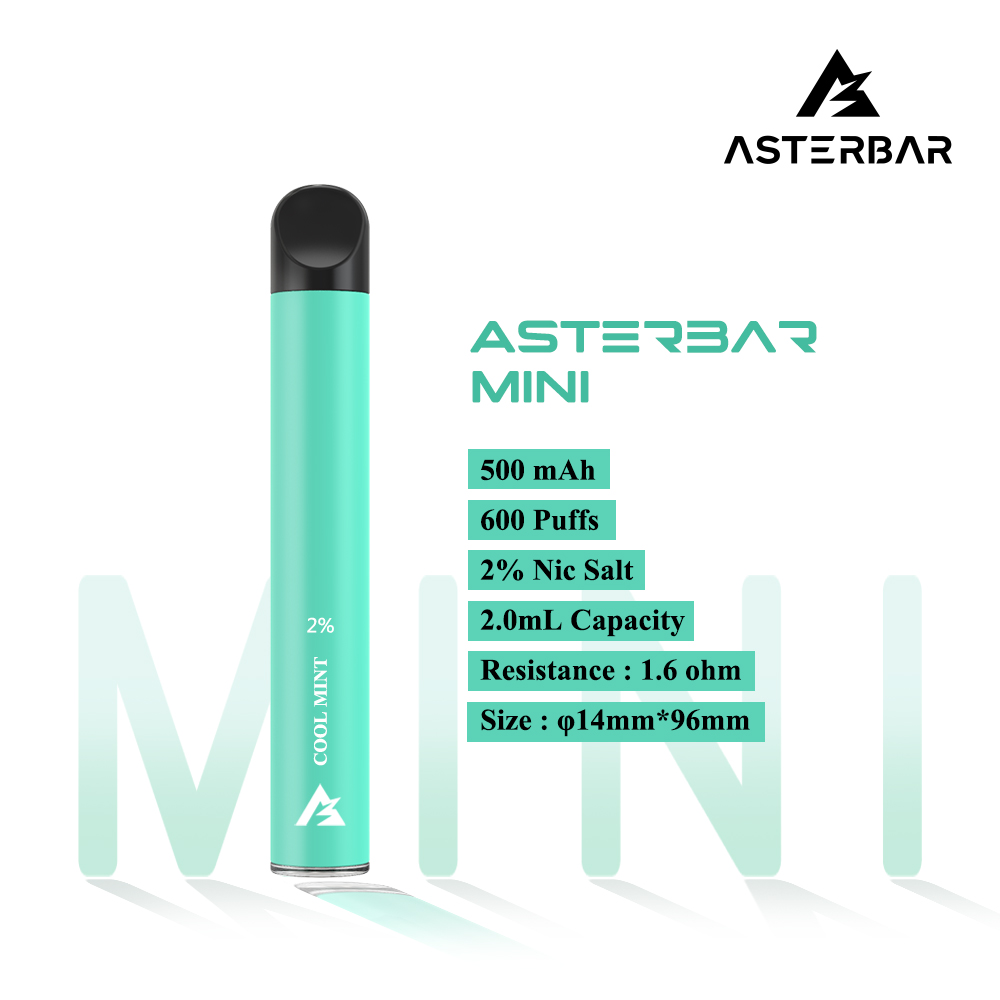 ASTERBAR
ASTERBAR
MINI
500 mAh
600 Puffs
2% Nic Salt
2.0mL Capacity
Resistance : 1.6 ohm
Size : φ14mm*96mm
2%
COOL MINT
MINI